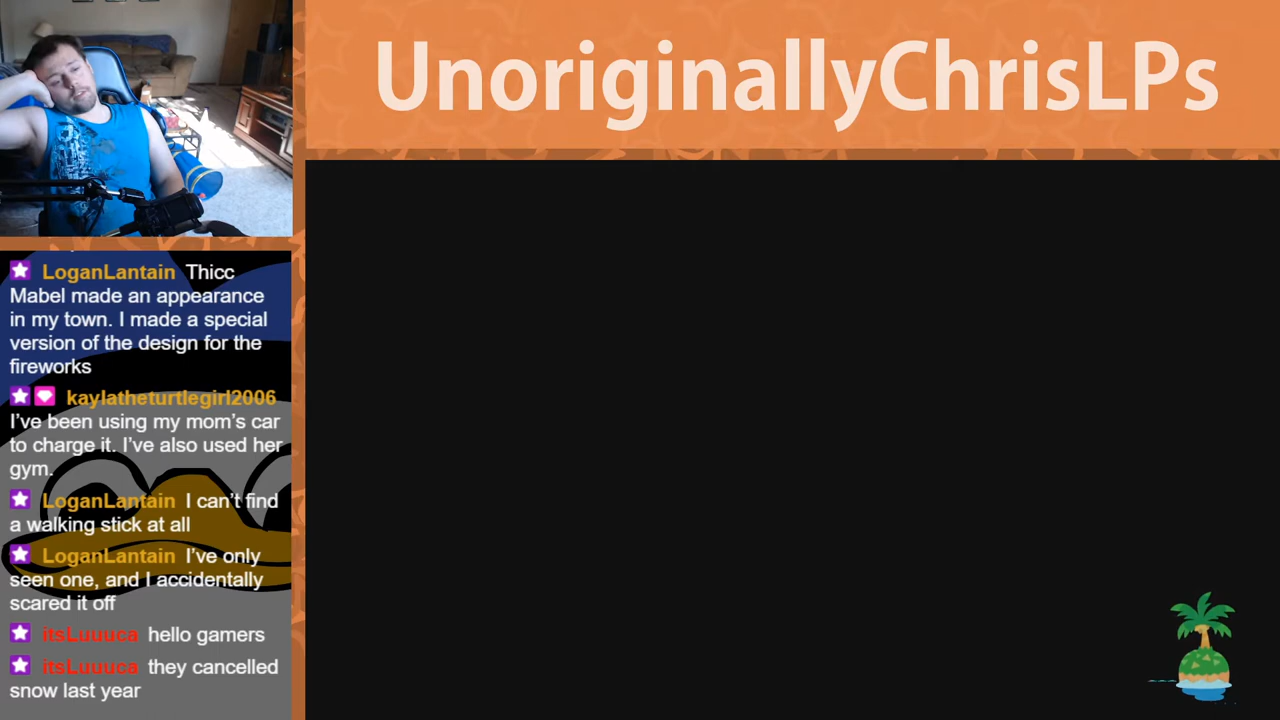 UnoriginallyChrisLPs
LoganLantain Thicc
Mabel made an appearance
in my town. I made a special
version of the design for the
fireworks
kaylatheturtlegirl2006
I've been using my mom's car
to charge it. I've also used her
gym.
LoganLantain I can't find
a walking stick at all
LoganLantain I've only
seen one, and I accidentally
scared it off
itsLuuuca hello gamers
itsLuuuca they cancelled
snow last year